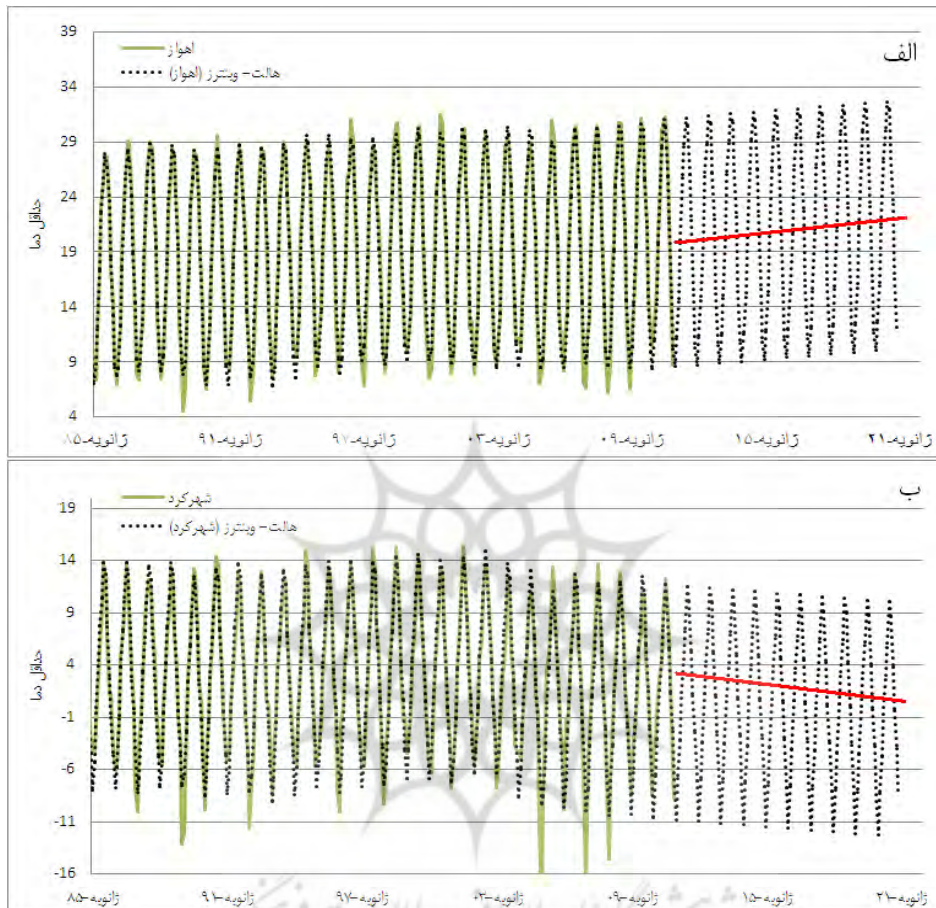 39
34
29
24
19
14
9
4
الف
اهواز
هالت- وینترز (اهواز)
حداقل دما
ژانویه-۸۵ ژانویه-۹۱ ژانویه-۹۷ ژانویه-۰۳ ژانویه-۰۹ ژانویه-۱۵ ژانویه-۲۱
19
14
9
4
-1
-6
-11
-16
ب
شهرکرد
هالت- وینترز (شهرکرد)
حداقل دما
ژانویه-۸۵ ژانویه-۹۱ ژانویه-۹۷ ژانویه-۰۳ ژانویه-۰۹ ژانویه-۱۵ ژانویه-۲۱